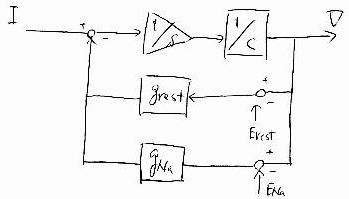 I
+
-
1/S
1/C
V
grest
+
-
Erest
gNa
+
-
ENa